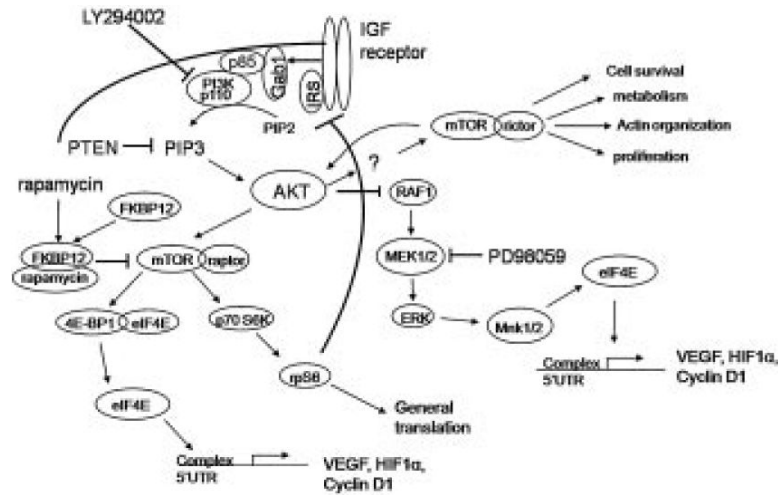 LY294002
IGF
receptor
p85
Gab1
PI3K
p110
IRS
PIP2
Cell survival
metabolism
mTOR
rictor
Actin organization
proliferation
PTEN
PIP3
?
rapamycin
AKT
RAF1
FKBP12
FKBP12
rapamycin
mTOR
raptor
MEK1/2
PD98059
eIF4E
4E-BP1
eIF4E
p70 S6K
ERK
Mnk1/2
rpS6
Complex
5'UTR
VEGF, HIF1α,
Cyclin D1
eIF4E
General
translation
Complex
5'UTR
VEGF, HIF1α,
Cyclin D1